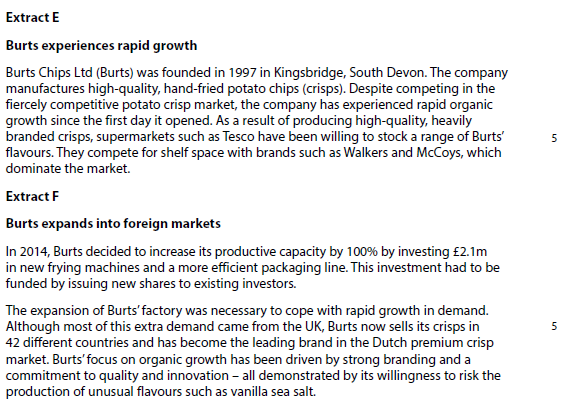 Extract E
Burts experiences rapid growth
Burts Chips Ltd (Burts) was founded in 1997 in Kingsbridge, South Devon. The company
manufactures high-quality, hand-fried potato chips (crisps). Despite competing in the
fiercely competitive potato crisp market, the company has experienced rapid organic
growth since the first day it opened. As a result of producing high-quality, heavily
branded crisps, supermarkets such as Tesco have been willing to stock a range of Burts' 5
flavours. They compete for shelf space with brands such as Walkers and McCoys, which
dominate the market.
Extract F
Burts expands into foreign markets
In 2014, Burts decided to increase its productive capacity by 100% by investing £2.1m
in new frying machines and a more efficient packaging line. This investment had to be
funded by issuing new shares to existing investors.
The expansion of Burts' factory was necessary to cope with rapid growth in demand.
Although most of this extra demand came from the UK, Burts now sells its crisps in 5
42 different countries and has become the leading brand in the Dutch premium crisp
market. Burts' focus on organic growth has been driven by strong branding and a
commitment to quality and innovation – all demonstrated by its willingness to risk the
production of unusual flavours such as vanilla sea salt.